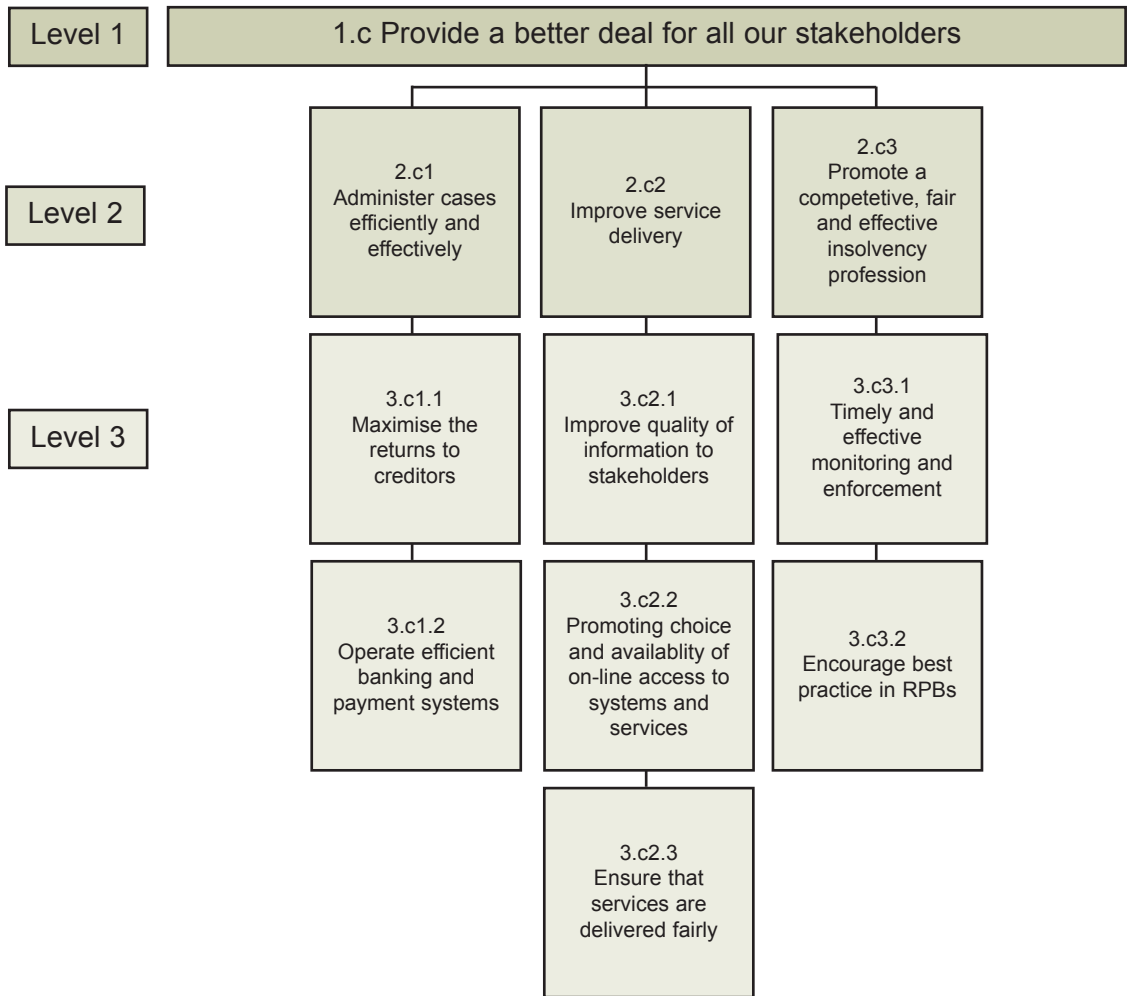 Level 1
1.c Provide a better deal for all our stakeholders
Level 2
2.c1
Administer cases
efficiently and
effectively
2.c2
Improve service
delivery
2.c3
Promote a
competetive, fair
and effective
insolvency
profession
Level 3
3.c1.1
Maximise the
returns to
creditors
3.c2.1
Improve quality of
information to
stakeholders
3.c3.1
Timely and
effective
monitoring and
enforcement
3.c1.2
Operate efficient
banking and
payment systems
3.c2.2
Promoting choice
and availablity of
on-line access to
systems and
services
3.c3.2
Encourage best
practice in RPBs
3.c2.3
Ensure that
services are
delivered fairly